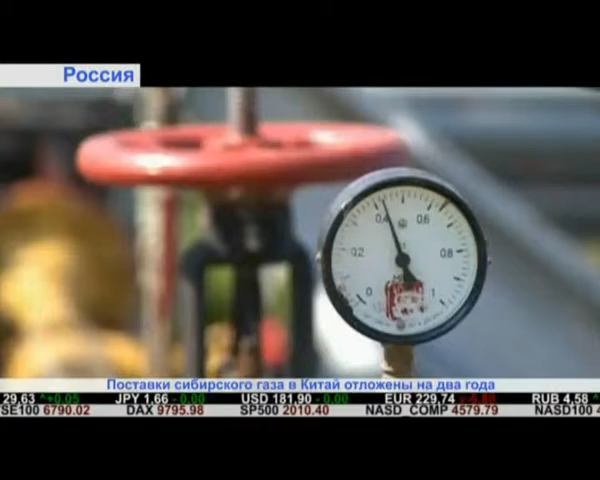 Россия
0.4
0.6
0.2
0.8
0
1
Поставки сибирского газа в Китай отложены на два года
29,63 +0.05 JPY 1,66 - 0,00 USD 181,90 - 0,00 EUR 229,74 RUB 4,58
SE100 6790.02 DAX 9795.98 SP500 2010.40 NASD_COMP 4579.79 NASD100 4